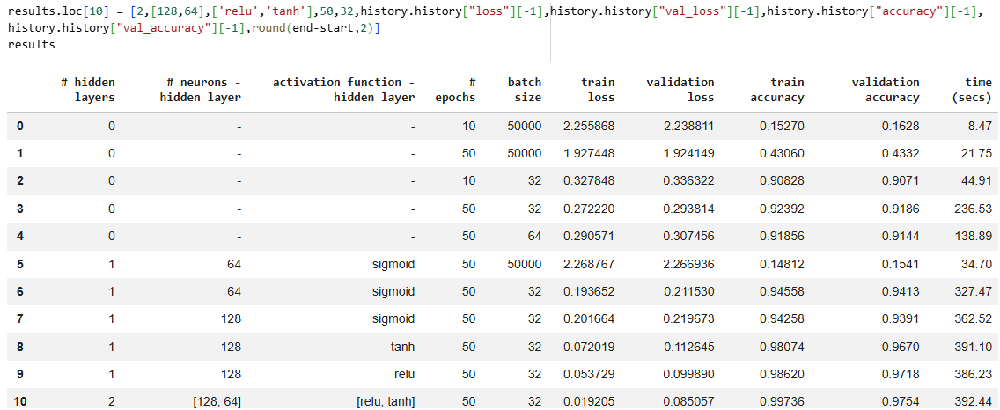 results.loc[10] = [2,[128,64],['relu','tanh'],50,32,history.history["loss"][-1],history.history["val_loss"][-1],history.history["accuracy"][-1],
history.history["val_accuracy"][-1],round(end-start,2)]
results
# hidden layers # neurons - hidden layer activation function - hidden layer # epochs batch size train loss validation loss train accuracy validation accuracy time (secs)
0 0 - - 10 50000 2.255868 2.238811 0.15270 0.1628 8.47
1 0 - - 50 50000 1.927448 1.924149 0.43060 0.4332 21.75
2 0 - - 10 32 0.327848 0.336322 0.90828 0.9071 44.91
3 0 - - 50 32 0.272220 0.293814 0.92392 0.9186 236.53
4 0 - - 50 64 0.290571 0.307456 0.91856 0.9144 138.89
5 1 64 sigmoid 50 50000 2.268767 2.266936 0.14812 0.1541 34.70
6 1 64 sigmoid 50 32 0.193652 0.211530 0.94558 0.9413 327.47
7 1 128 sigmoid 50 32 0.201664 0.219673 0.94258 0.9391 362.52
8 1 128 tanh 50 32 0.072019 0.112645 0.98074 0.9670 391.10
9 1 128 relu 50 32 0.053729 0.099890 0.98620 0.9718 386.23
10 2 [128, 64] [relu, tanh] 50 32 0.019205 0.085057 0.99736 0.9754 392.44